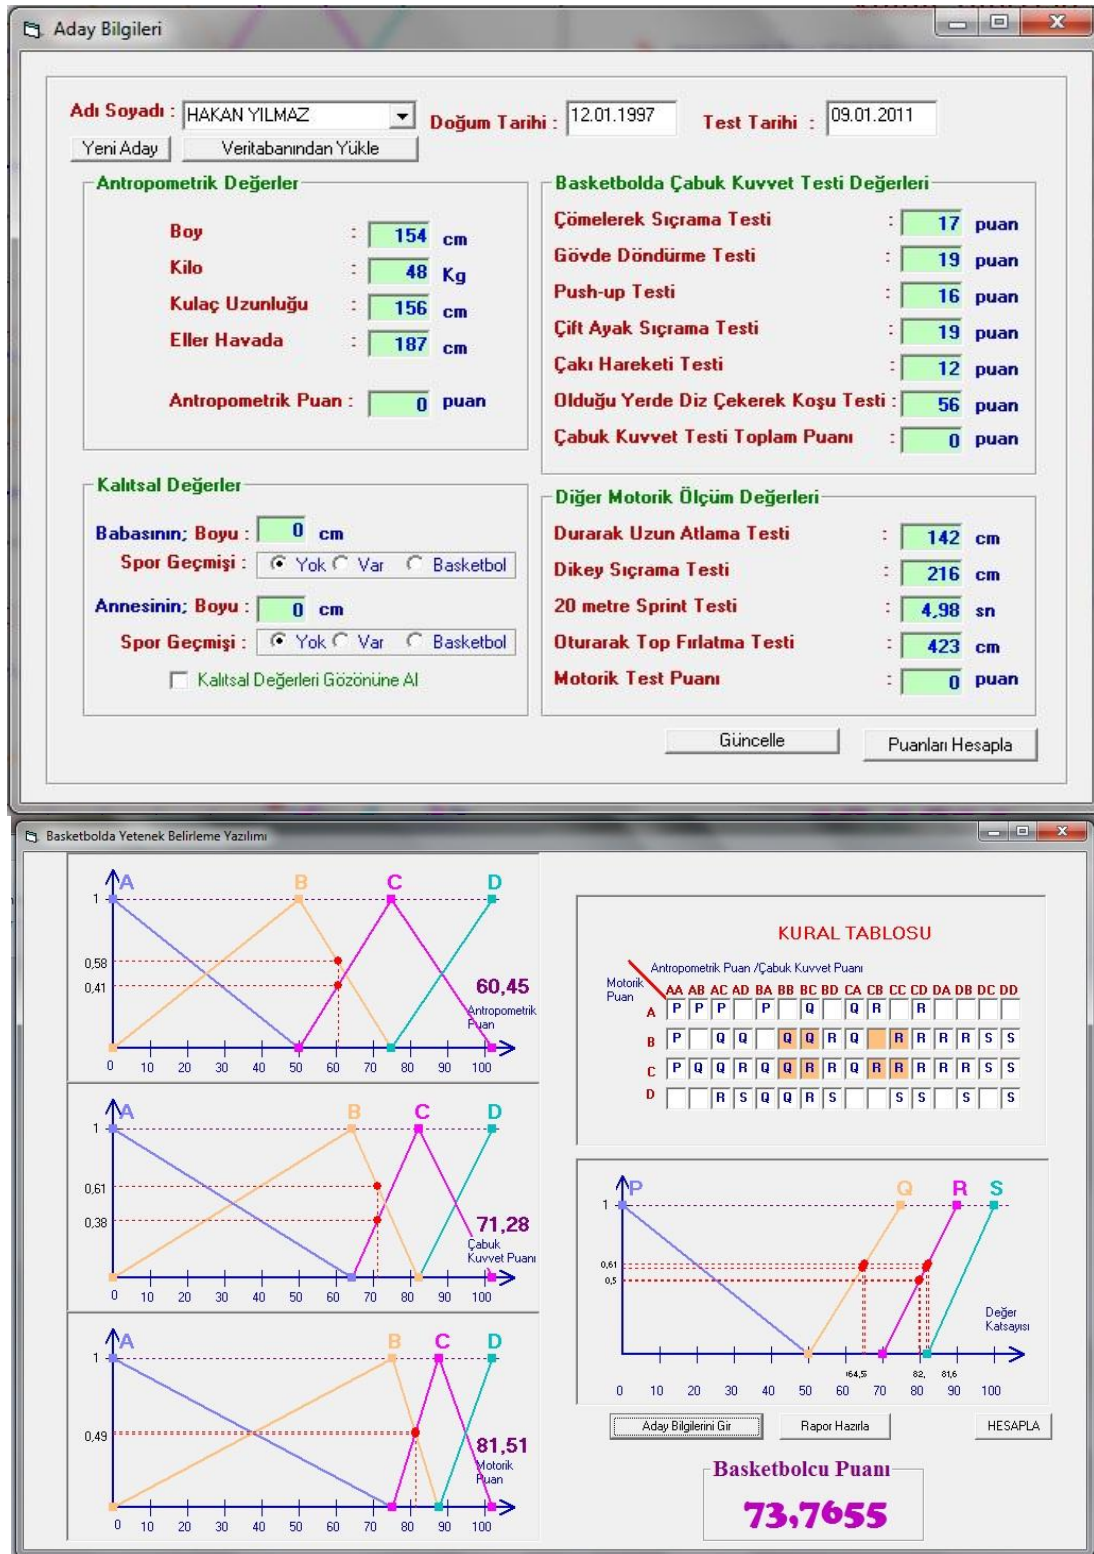 Aday Bilgileri
Adı Soyadı : HAKAN YILMAZ Doğum Tarihi : 12.01.1997 Test Tarihi : 09.01.2011
Yeni Aday Veritabanından Yükle
Antropometrik Değerler
Boy : 154 cm
Kilo : 48 Kg
Kulaç Uzunluğu : 156 cm
Eller Havada : 187 cm
Antropometrik Puan : 0 puan
Basketbolda Çabuk Kuvvet Testi Değerleri
Çömelerek Sıçrama Testi : 17 puan
Gövde Döndürme Testi : 19 puan
Push-up Testi : 16 puan
Çift Ayak Sıçrama Testi : 19 puan
Çakı Hareketi Testi : 12 puan
Olduğu Yerde Diz Çekerek Koşu Testi : 56 puan
Çabuk Kuvvet Testi Toplam Puanı : 0 puan
Kalıtsal Değerler
Babasının; Boyu : 0 cm
Spor Geçmişi : Yok Var Basketbol
Annesinin; Boyu : 0 cm
Spor Geçmişi : Yok Var Basketbol
Kalıtsal Değerleri Gözönüne Al
Diğer Motorik Ölçüm Değerleri
Durarak Uzun Atlama Testi : 142 cm
Dikey Sıçrama Testi : 216 cm
20 metre Sprint Testi : 4,98 sn
Oturarak Top Fırlatma Testi : 423 cm
Motorik Test Puanı : 0 puan
Güncelle Puanları Hesapla
Basketbolda Yetenek Belirleme Yazılımı
A B C D
1
0,58
0,41
60,45
Antropometrik
Puan
0 10 20 30 40 50 60 70 80 90 100
A B C D
1
0,61
0,38
71,28
Çabuk
Kuvvet Puanı
0 10 20 30 40 50 60 70 80 90 100
A B C D
1
0,49
81,51
Motorik
Puan
0 10 20 30 40 50 60 70 80 90 100
KURAL TABLOSU
Antropometrik Puan /Çabuk Kuvvet Puanı
Motorik
Puan
AA AB AC AD BA BB BC BD CA CB CC CD DA DB DC DD
A P P P P Q Q R R
B P Q Q Q Q R Q R R R R S S
C P Q Q R Q Q R R Q R R R R R S S
D R S Q Q R S S S S S
P Q R S
1
0,61
0,5
Değer
Katsayısı
82, 81,6
0 10 20 30 40 50 60 70 80 90 100
Aday Bilgilerini Gir Rapor Hazırla HESAPLA
Basketbolcu Puanı
73,7655